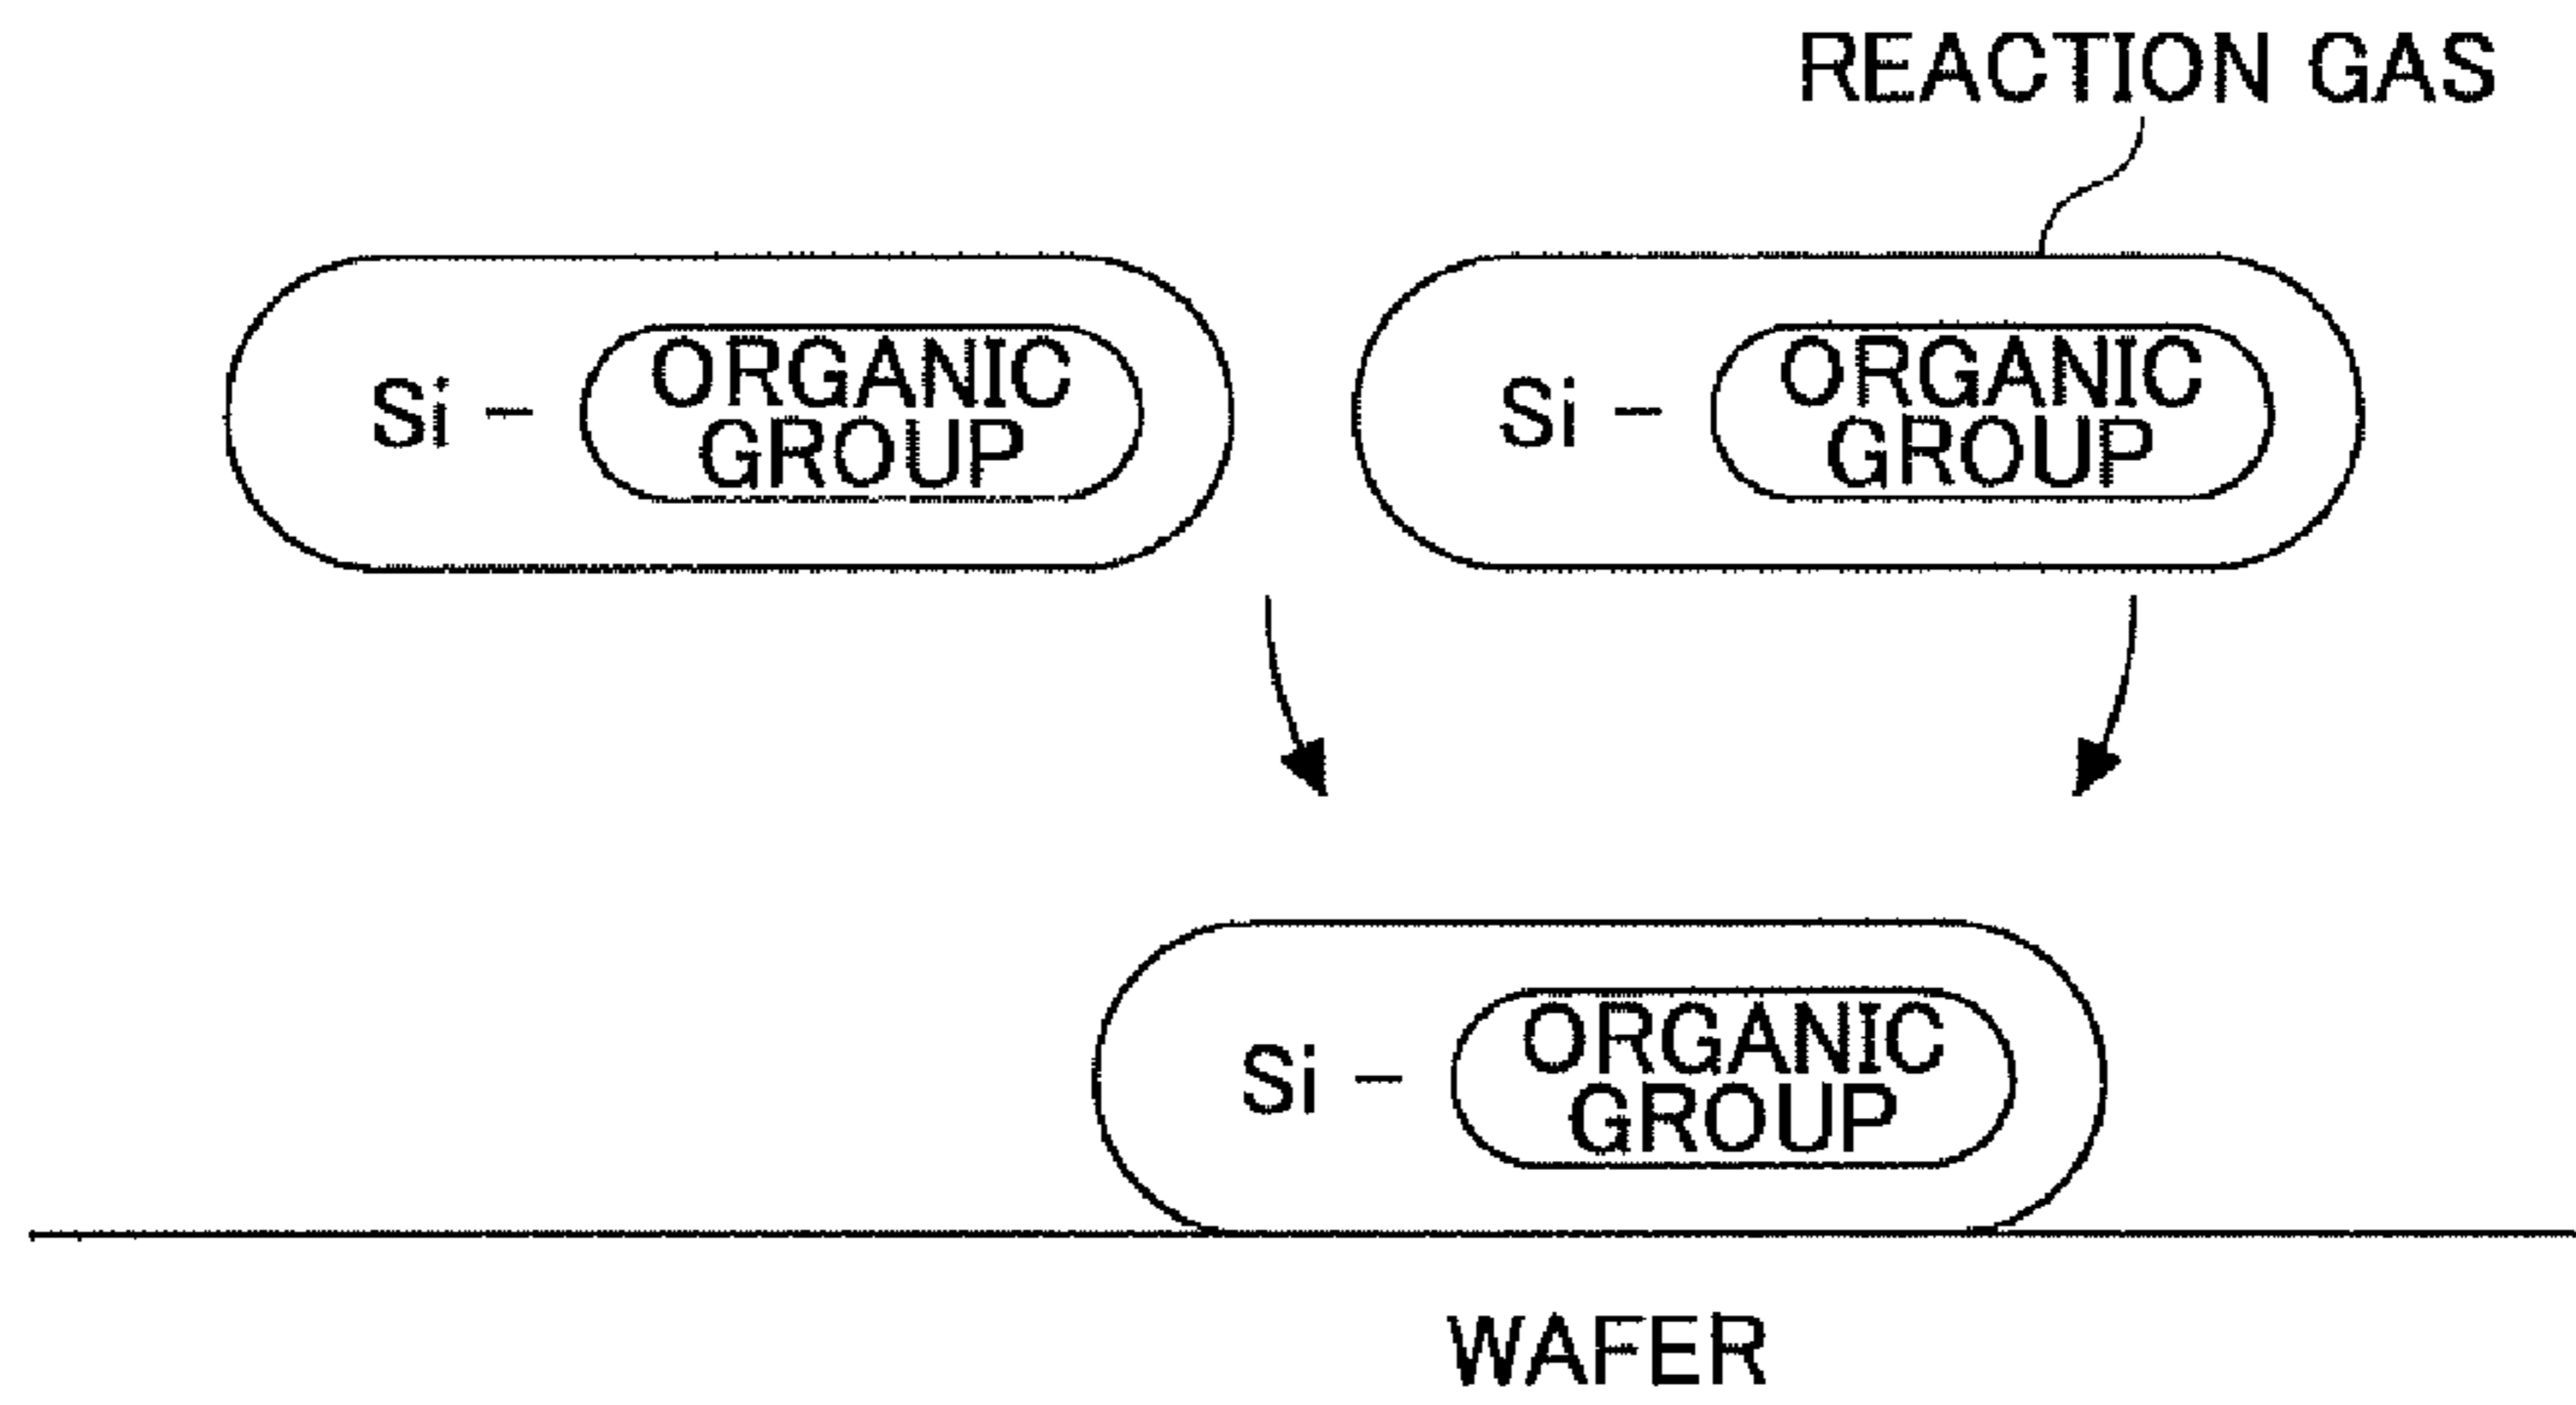 REACTION GAS
Si - ORGANIC
GROUP
Si - ORGANIC
GROUP
Si - ORGANIC
GROUP
WAFER